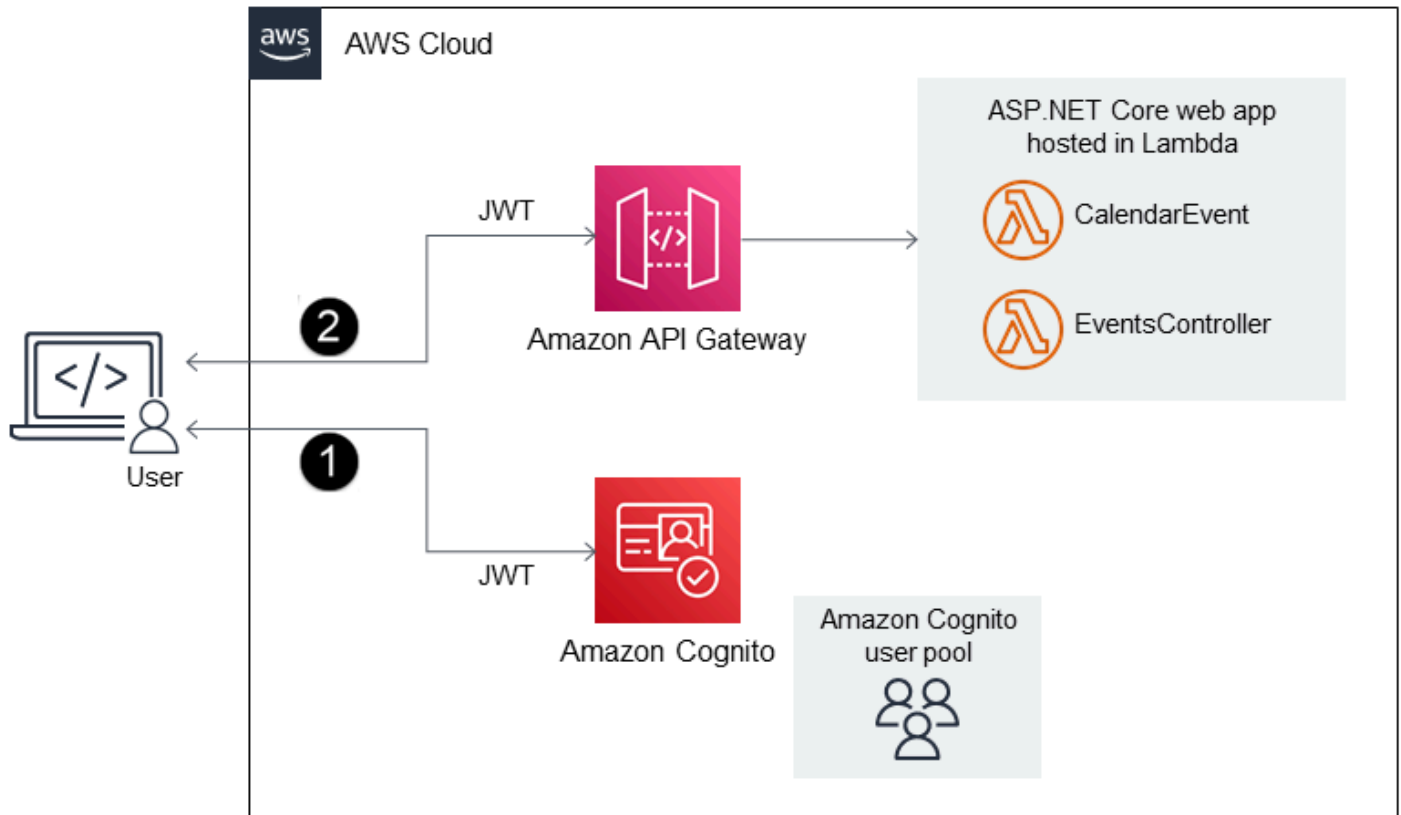 aws
AWS Cloud
ASP.NET Core web app
hosted in Lambda
JWT
CalendarEvent
</>
2
EventsController
Amazon API Gateway
</>
1
User
JWT
Amazon Cognito
Amazon Cognito
user pool